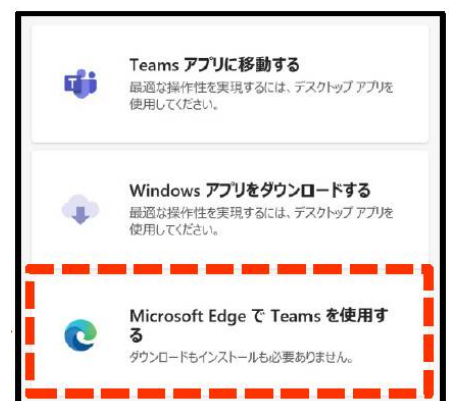 Teams アプリに移動する
最適な操作性を実現するには、デスクトップ アプリを
使用してください。
Windows アプリをダウンロードする
最適な操作性を実現するには、デスクトップ アプリを
使用してください。
Microsoft Edge で Teams を使用す
る
ダウンロードもインストールも必要ありません。